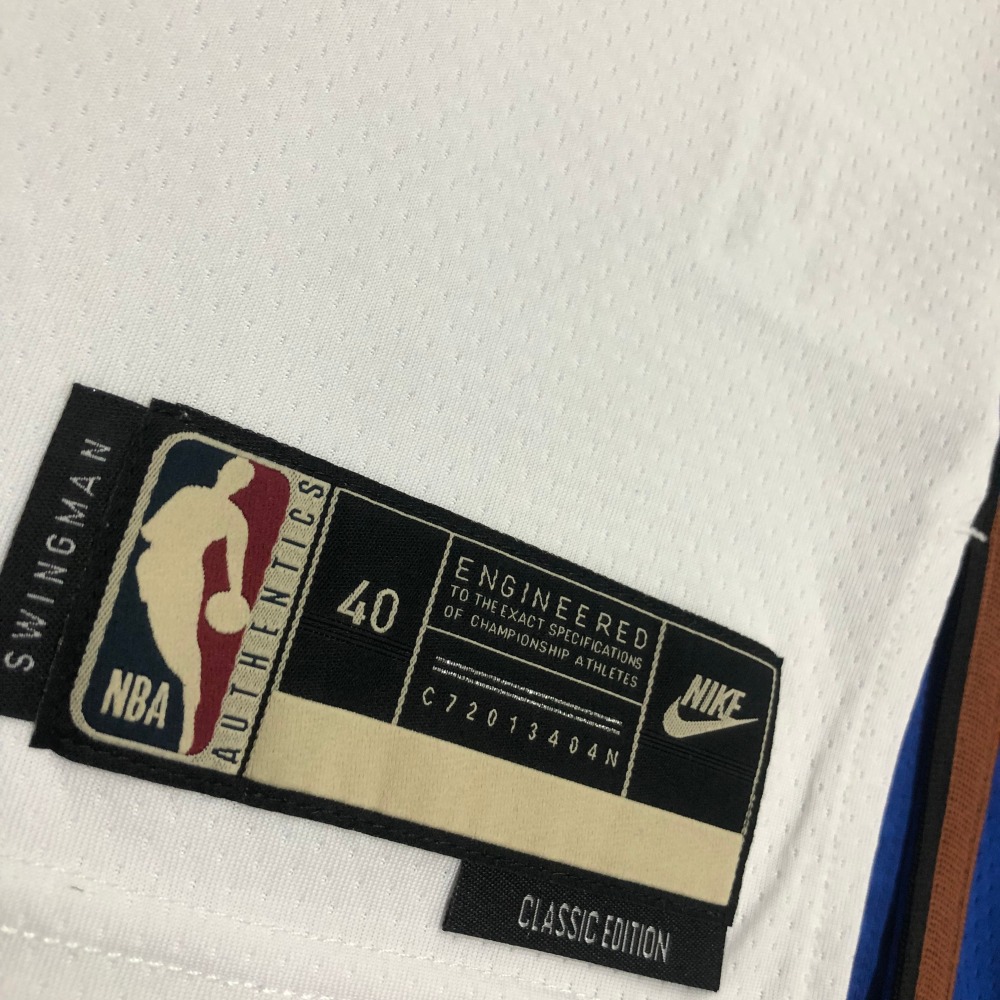 SWINGMAN
NBA
AUTHENTICS
40
ENGINEERED
TO THE EXACT SPECIFICATIONS
OF CHAMPIONSHIP ATHLETES
C72013404N
NIKE
CLASSIC EDITION